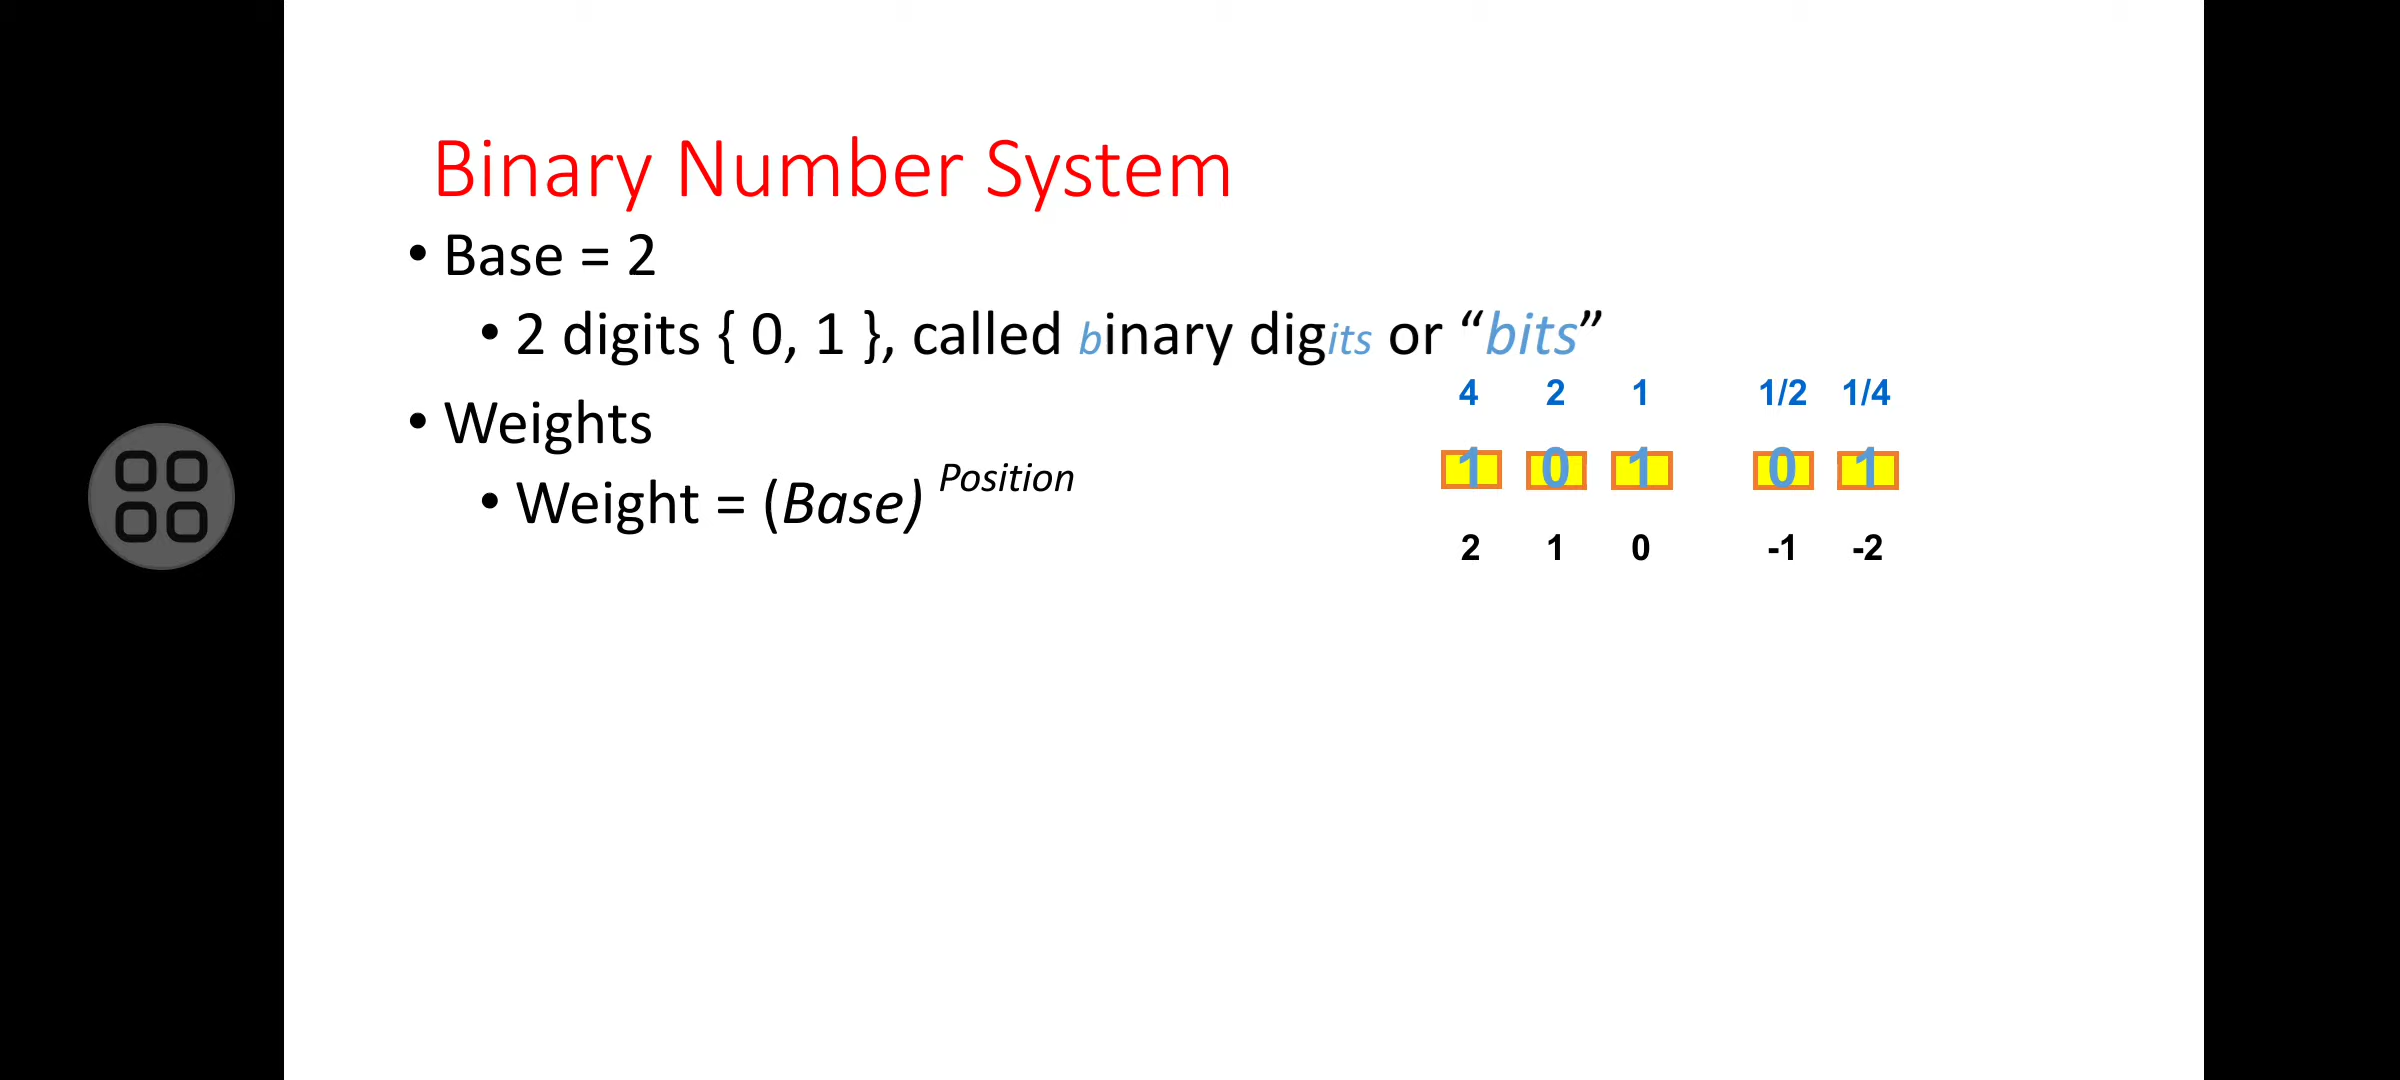 Binary Number System
• Base = 2
• 2 digits { 0, 1 }, called binary digits or “bits”
4 2 1 1/2 1/4
• Weights
1 0 1 0 1
• Weight = (Base) Position
2 1 0 -1 -2